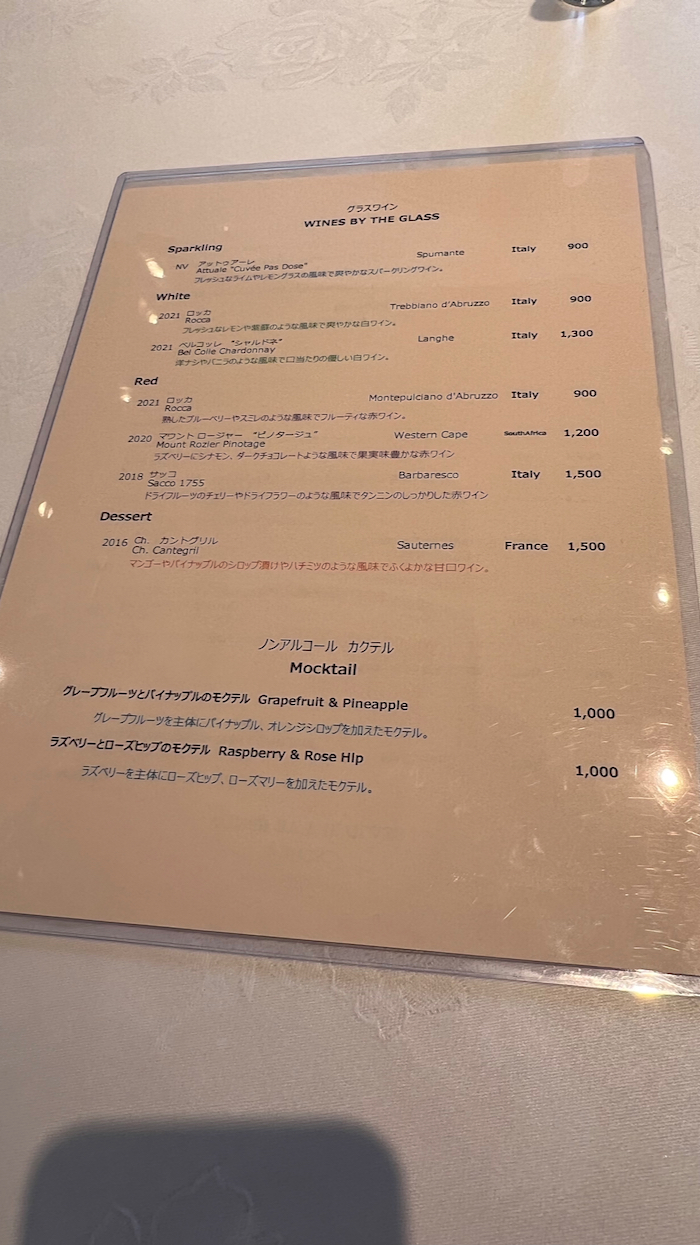 グラスワイン
WINES BY THE GLASS
Sparkling
NV アットゥアーレ
Attuale "Cuvée Pas Dose" Spumante Italy 900
フレッシュなライムやレモングラスの風味で爽やかなスパークリングワイン。
White
2021 ロッカ
Rocca Trebbiano d'Abruzzo Italy 900
フレッシュなレモンや紫蘇のような風味で爽やかな白ワイン。
2021 ベルコッレ "シャルドネ"
Bel Colle Chardonnay Langhe Italy 1,300
洋ナシやバニラのような風味で口当たりの優しい白ワイン。
Red
2021 ロッカ
Rocca Montepulciano d'Abruzzo Italy 900
熟したブルーベリーやスミレのような風味でフルーティな赤ワイン。
2020 マウント ロージャー "ピノタージュ"
Mount Rozier Pinotage Western Cape SouthAfrica 1,200
ラズベリーにシナモン、ダークチョコレートような風味で果実味豊かな赤ワイン
2018 サッコ
Sacco 1755 Barbaresco Italy 1,500
ドライフルーツのチェリーやドライフラワーのような風味でタンニンのしっかりした赤ワイン
Dessert
2016 Ch. カントグリル
Ch. Cantegril Sauternes France 1,500
マンゴーやパイナップルのシロップ漬けやハチミツのような風味でふくよかな甘口ワイン。
ノンアルコール カクテル
Mocktail
グレープフルーツとパイナップルのモクテル Grapefruit & Pineapple 1,000
グレープフルーツを主体にパイナップル、オレンジシロップを加えたモクテル。
ラズベリーとローズヒップのモクテル Raspberry & Rose Hip 1,000
ラズベリーを主体にローズヒップ、ローズマリーを加えたモクテル。